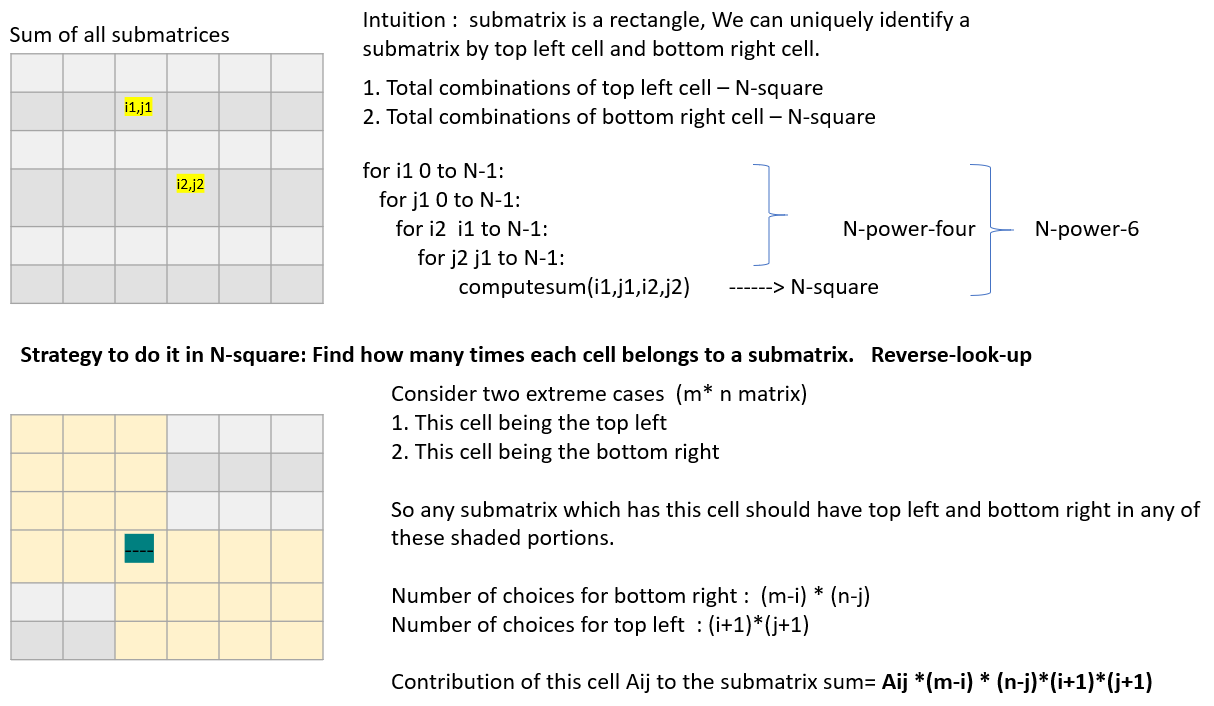 Sum of all submatrices
i1,j1
i2,j2
Intuition :  submatrix is a rectangle, We can uniquely identify a
submatrix by top left cell and bottom right cell.
1. Total combinations of top left cell – N-square
2. Total combinations of bottom right cell – N-square
for i1 0 to N-1:
for j1 0 to N-1:
for i2  i1 to N-1:
for j2 j1 to N-1:
computesum(i1,j1,i2,j2)      ------> N-square
N-power-four
N-power-6
Strategy to do it in N-square: Find how many times each cell belongs to a submatrix.   Reverse-look-up
Consider two extreme cases  (m* n matrix)
1. This cell being the top left
2. This cell being the bottom right
So any submatrix which has this cell should have top left and bottom right in any of
these shaded portions.
----
Number of choices for bottom right :  (m-i) * (n-j)
Number of choices for top left  : (i+1)*(j+1)
Contribution of this cell Aij to the submatrix sum= Aij *(m-i) * (n-j)*(i+1)*(j+1)